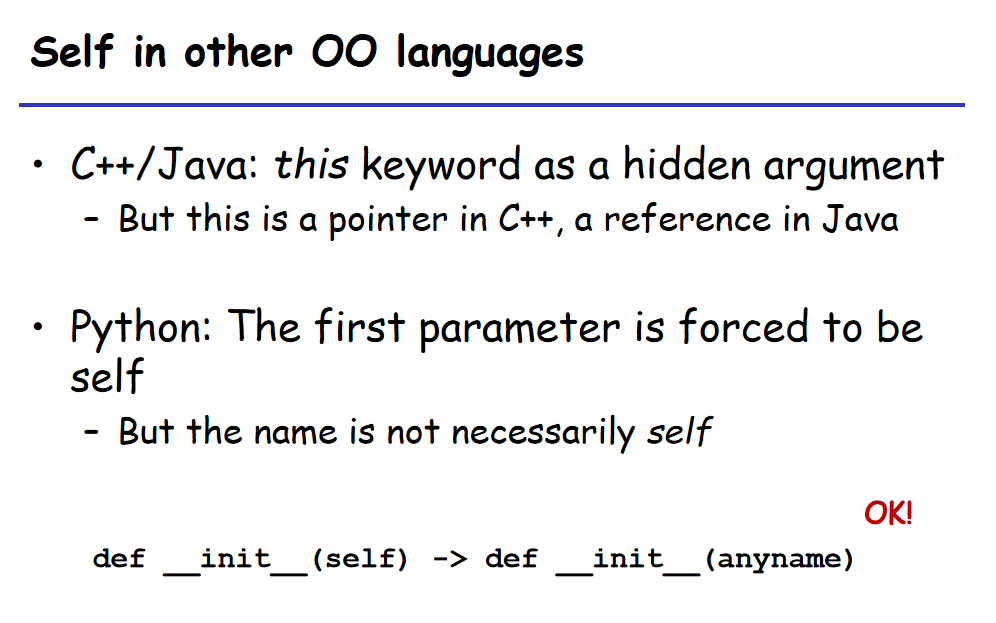 Self in other OO languages
• C++/Java: this keyword as a hidden argument
– But this is a pointer in C++, a reference in Java
• Python: The first parameter is forced to be
self
– But the name is not necessarily self
OK!
def __init__(self) -> def __init__(anyname)